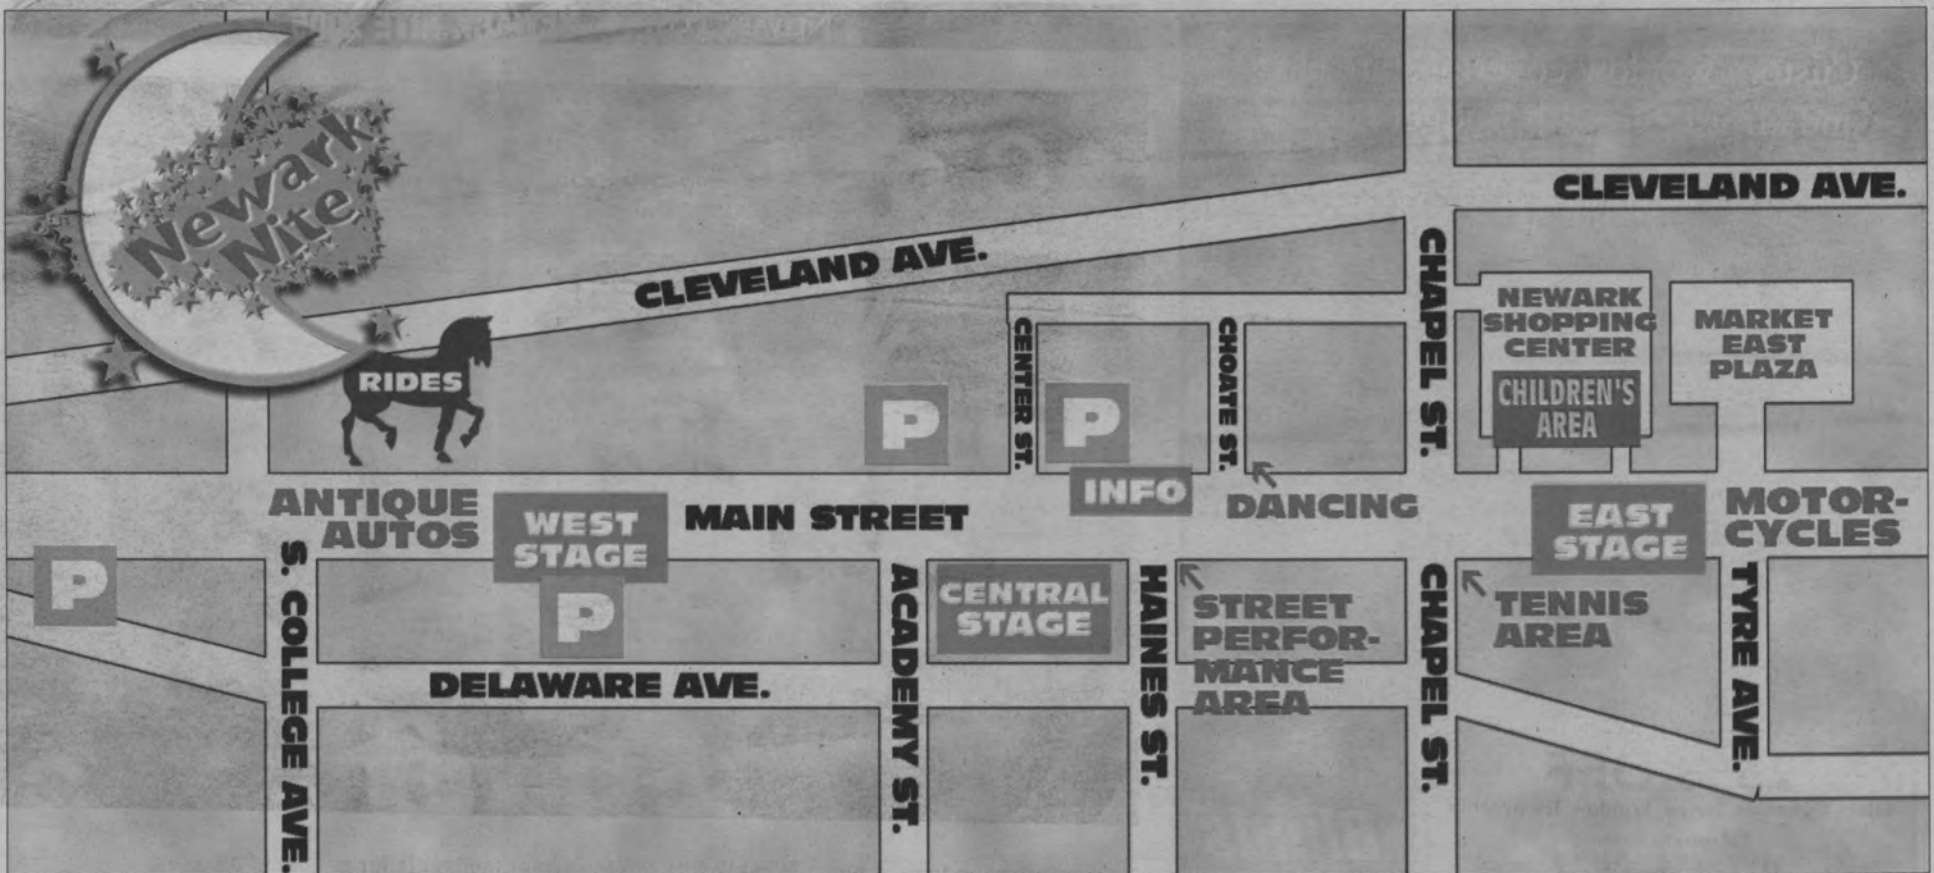 Newark
Nite
CLEVELAND AVE.
CLEVELAND AVE.
RIDES
P
P
CENTER ST.
CHOATE ST.
CHAPEL ST.
NEWARK
SHOPPING
CENTER
CHILDREN'S
AREA
MARKET
EAST
PLAZA
ANTIQUE
AUTOS
WEST
STAGE
MAIN STREET
INFO
DANCING
EAST
STAGE
MOTOR-
CYCLES
P
S. COLLEGE AVE.
P
ACADEMY ST.
CENTRAL
STAGE
HAINES ST.
STREET
PERFOR-
MANCE
AREA
CHAPEL ST.
TENNIS
AREA
TYRE AVE.
DELAWARE AVE.